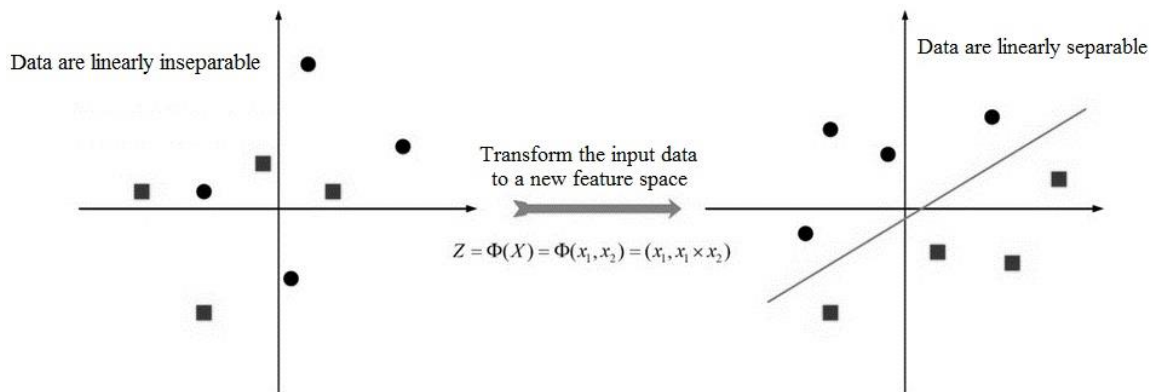 Data are linearly inseparable
Data are linearly separable
Transform the input data
to a new feature space
Z = Φ(X) = Φ(x₁, x₂) = (x₁, x₁ × x₂)